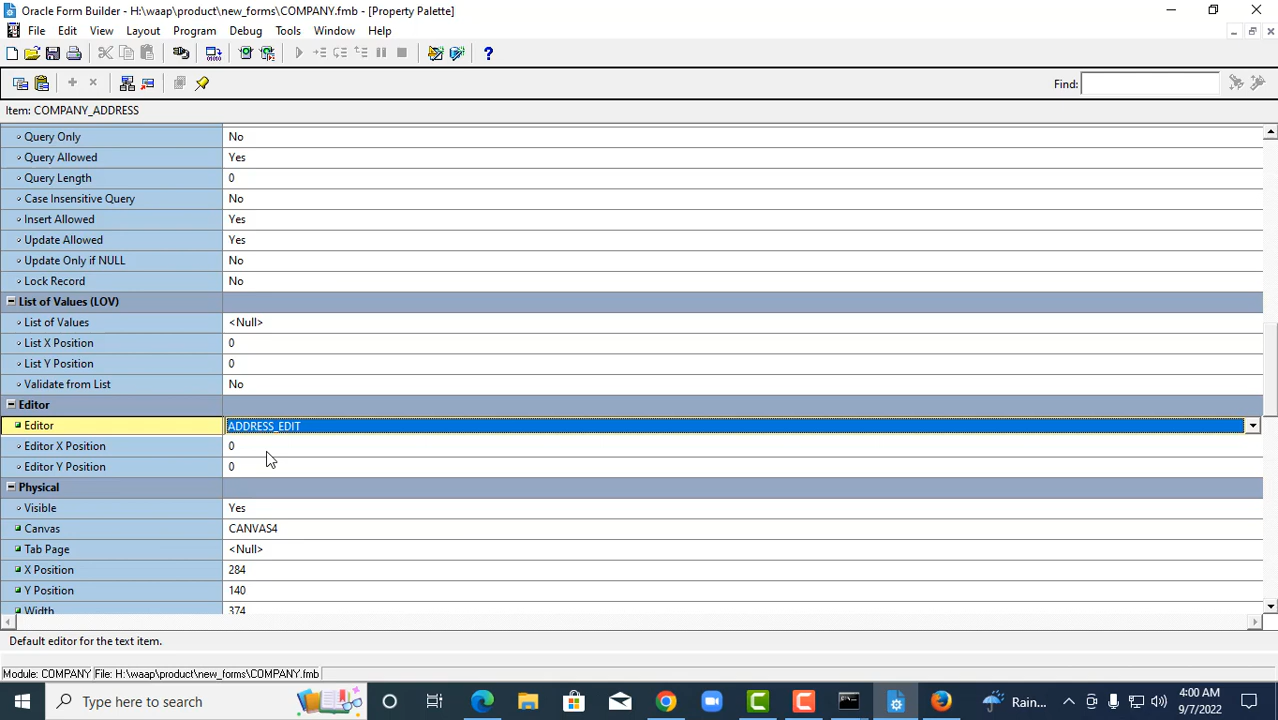 Oracle Form Builder - H:\waap\product\new_forms\COMPANY.fmb - [Property Palette]
File Edit View Layout Program Debug Tools Window Help
Find:
Item: COMPANY_ADDRESS
Query Only No
Query Allowed Yes
Query Length 0
Case Insensitive Query No
Insert Allowed Yes
Update Allowed Yes
Update Only if NULL No
Lock Record No
List of Values (LOV)
List of Values <Null>
List X Position 0
List Y Position 0
Validate from List No
Editor
Editor ADDRESS_EDIT
Editor X Position 0
Editor Y Position 0
Physical
Visible Yes
Canvas CANVAS4
Tab Page <Null>
X Position 284
Y Position 140
Width 374
Default editor for the text item.
Module: COMPANY File: H:\waap\product\new_forms\COMPANY.fmb
Type here to search
Rain...
4:00 AM
9/7/2022